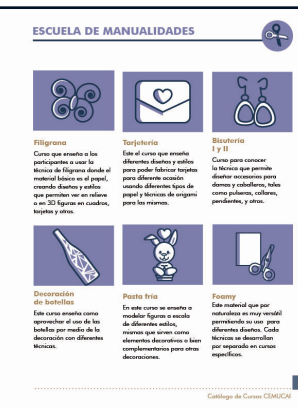 ESCUELA DE MANUALIDADES
Filigrana
Curso que enseña a los
participantes a usar la
técnica de filigrana donde el
material básico es el papel,
creando diseños y estilos
que permiten ver en relieve
o en 3D figuras en cuadros,
tarjetas y otros.
Tarjetería
Este el curso que enseña
diferentes diseños y estilos
para poder fabricar tarjetas
para diferente ocasión
usando diferentes tipos de
papel y técnicas de origami
para las mismas.
Bisutería
I y II
Curso para conocer
la técnica que permite
diseñar accesorios para
damas y caballeros, tales
como pulseras, collares,
pendientes, y otros.
Decoración
de botellas
Este curso enseña como
aprovechar el uso de las
botellas por medio de la
decoración con diferentes
técnicas.
Pasta fría
En este curso se enseña a
modelar figuras a escala
de diferentes estilos,
mismas que sirven como
elementos decorativos o bien
complementarios para otras
decoraciones.
Foamy
Este material que por
naturaleza es muy versátil
permitiendo su uso para
diferentes diseños. Cada
técnicas se desarrollan
por separado en cursos
específicos.
Catálogo de Cursos CEMUCAI